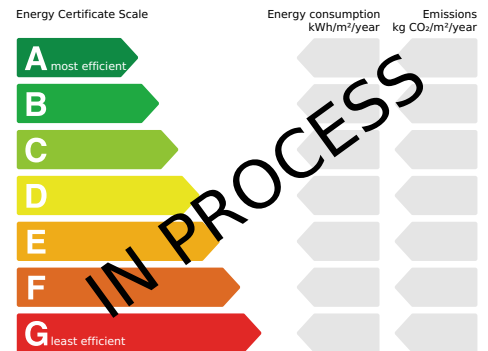 Energy Certificate Scale
Energy consumption
kWh/m²/year
Emissions
kg CO₂/m²/year
A most efficient
B
C
D
E
F
G least efficient
IN PROCESS